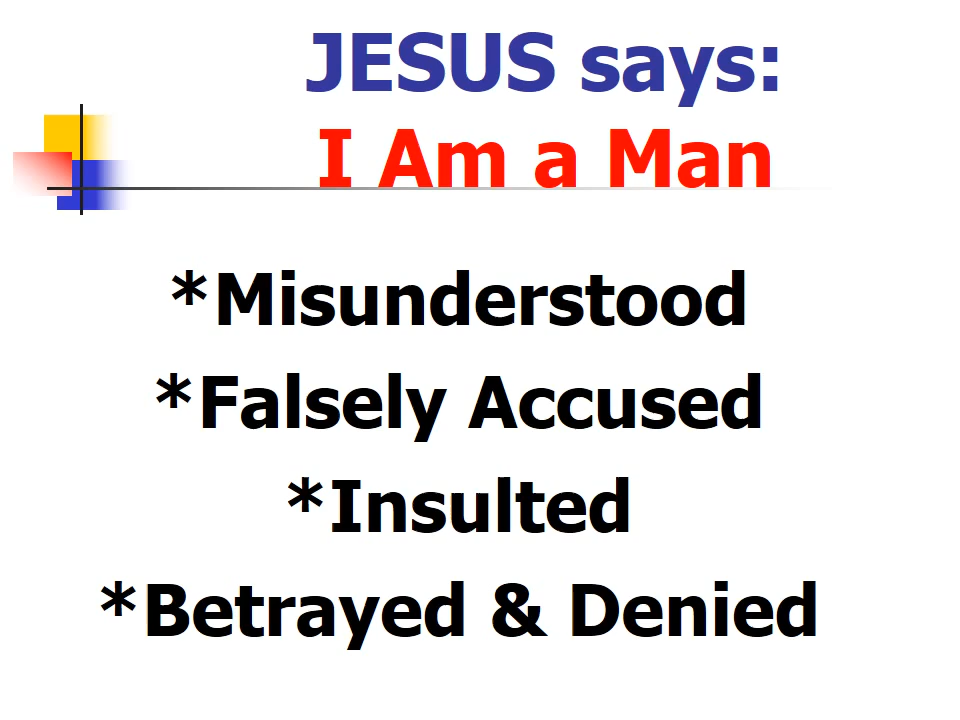 JESUS says:
I Am a Man
*Misunderstood
*Falsely Accused
*Insulted
*Betrayed & Denied